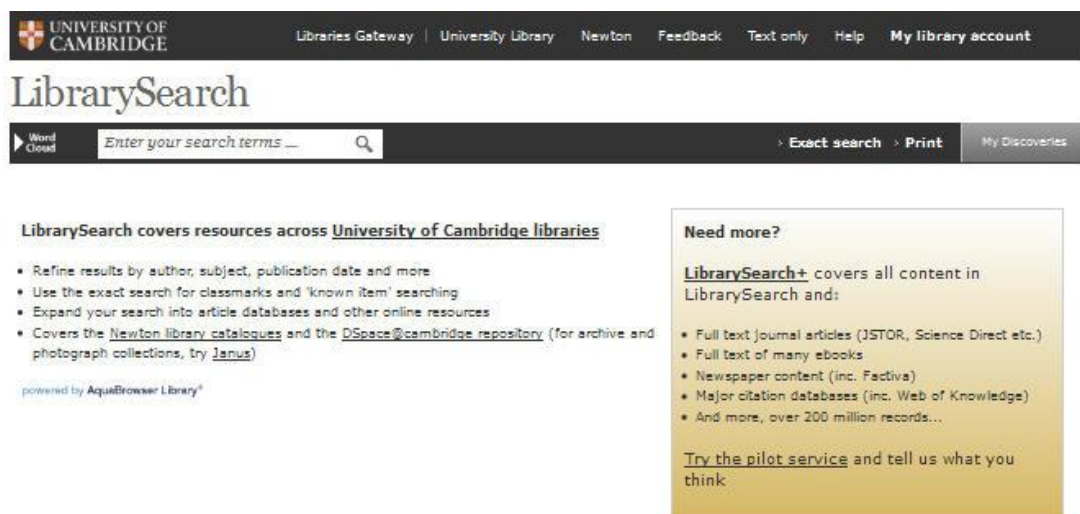 UNIVERSITY OF
CAMBRIDGE
Libraries Gateway | University Library Newton Feedback Text only Help My library account
LibrarySearch
Word
Cloud
Enter your search terms ...
› Exact search › Print
My Discoveries
LibrarySearch covers resources across University of Cambridge libraries
• Refine results by author, subject, publication date and more
• Use the exact search for classmarks and 'known item' searching
• Expand your search into article databases and other online resources
• Covers the Newton library catalogues and the DSpace@cambridge repository (for archive and
photograph collections, try Janus)
powered by AquaBrowser Library®
Need more?
LibrarySearch+ covers all content in
LibrarySearch and:
• Full text journal articles (JSTOR, Science Direct etc.)
• Full text of many ebooks
• Newspaper content (inc. Factiva)
• Major citation databases (inc. Web of Knowledge)
• And more, over 200 million records...
Try the pilot service and tell us what you
think